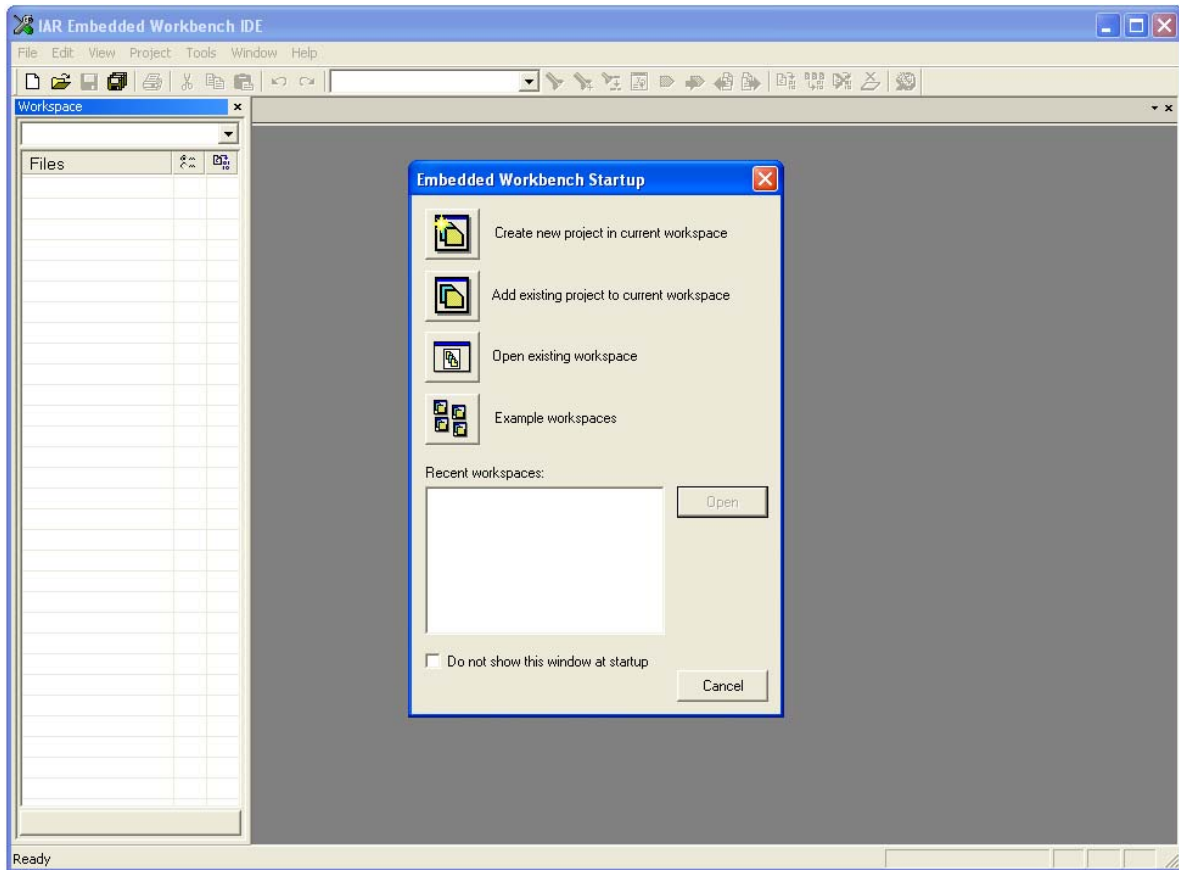 IAR Embedded Workbench IDE
File Edit View Project Tools Window Help
Workspace
Files
Embedded Workbench Startup
Create new project in current workspace
Add existing project to current workspace
Open existing workspace
Example workspaces
Recent workspaces:
Open
Do not show this window at startup
Cancel
Ready